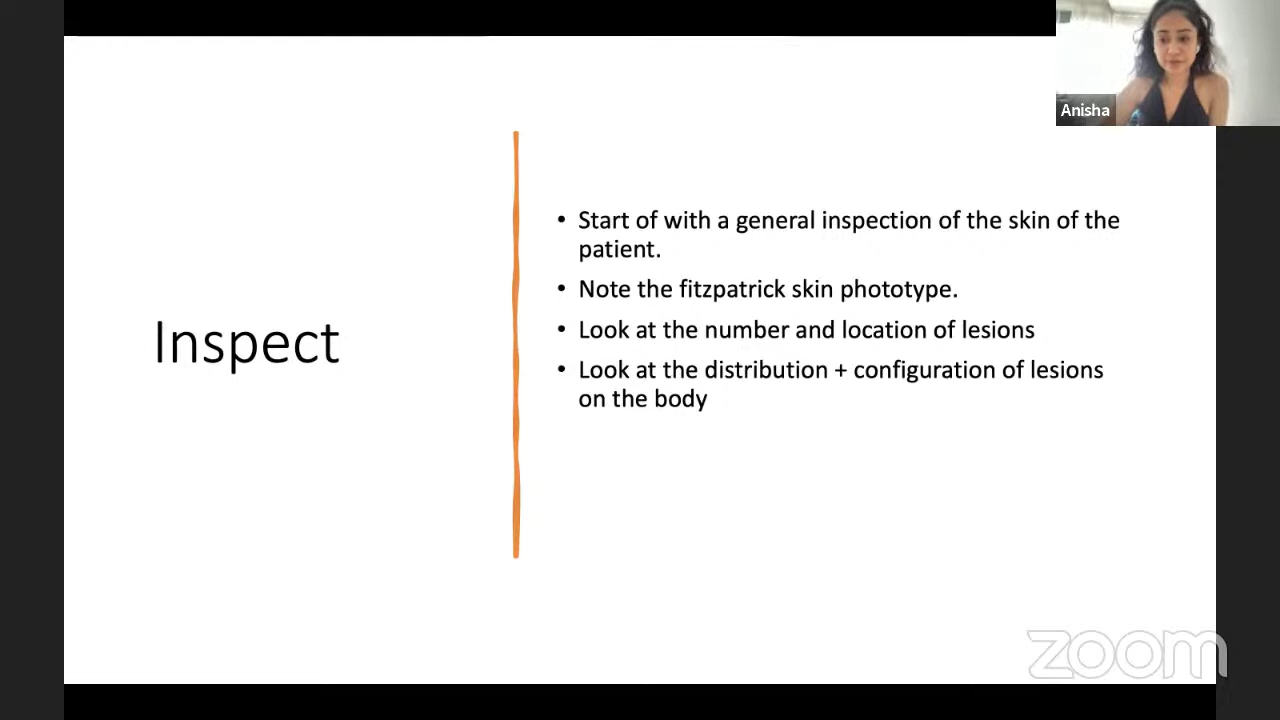 Anisha
Inspect
• Start of with a general inspection of the skin of the
patient.
• Note the fitzpatrick skin phototype.
• Look at the number and location of lesions
• Look at the distribution + configuration of lesions
on the body
zoom